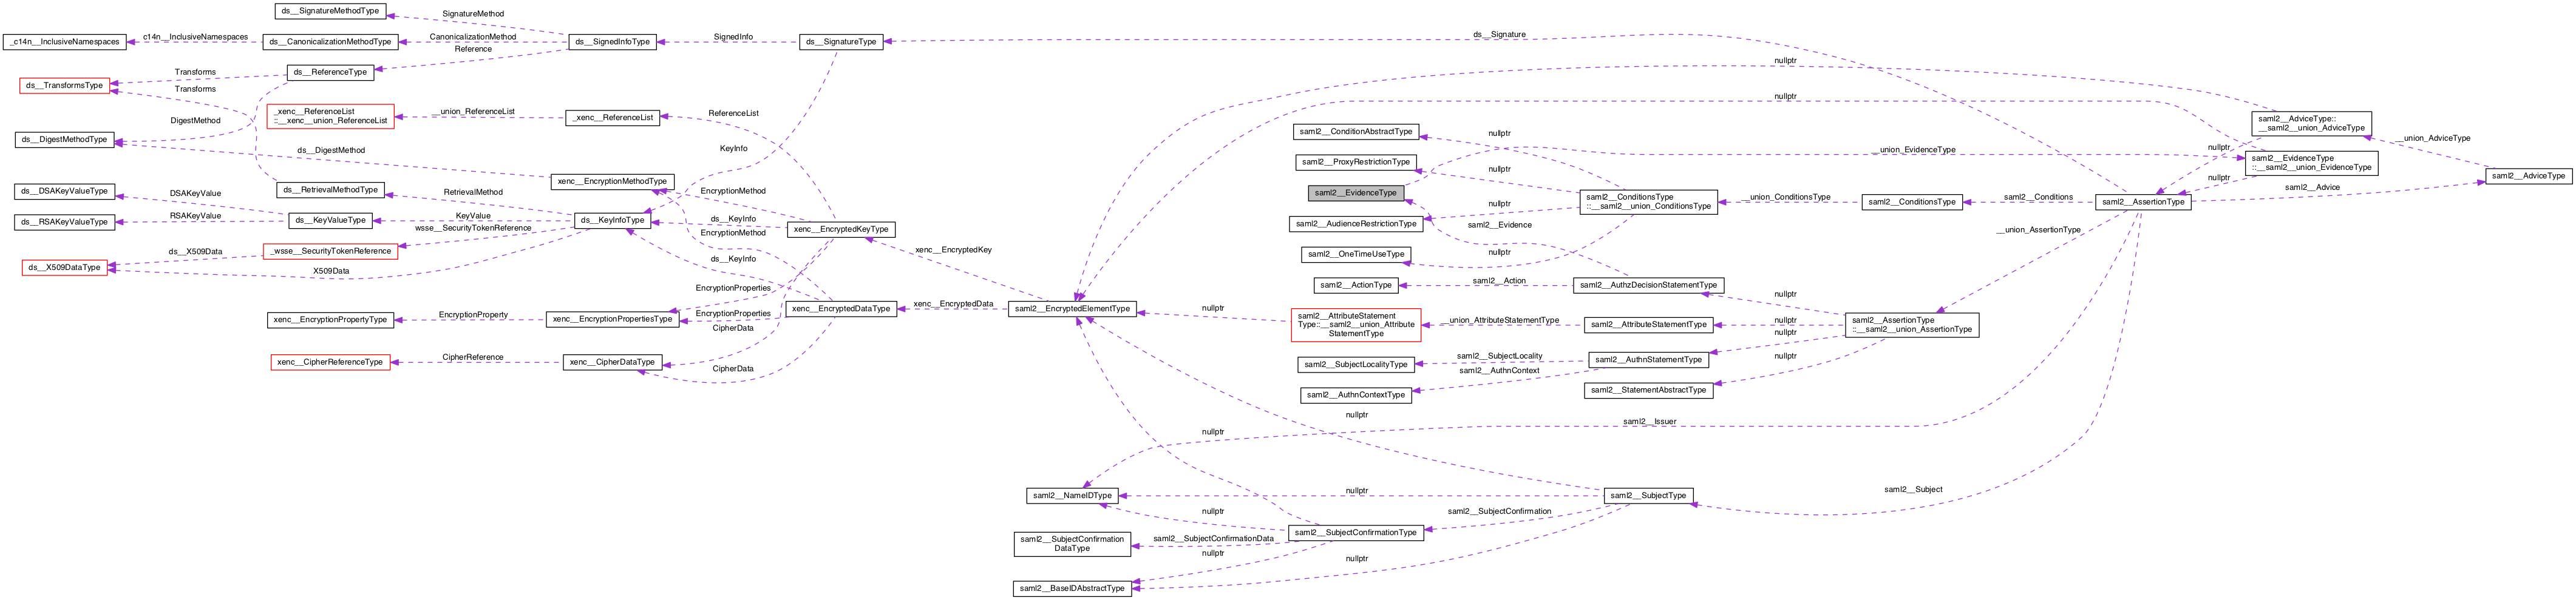 ds__SignatureMethodType
SignatureMethod
_c14n__InclusiveNamespaces
c14n__InclusiveNamespaces
ds__CanonicalizationMethodType
CanonicalizationMethod
ds__SignedInfoType
SignedInfo
ds__SignatureType
ds__Signature
Reference
ds__TransformsType
Transforms
Transforms
ds__ReferenceType
nullptr
nullptr
_xenc__ReferenceList
::__xenc__union_ReferenceList
__union_ReferenceList
_xenc__ReferenceList
ReferenceList
DigestMethod
ds__DigestMethodType
ds__DigestMethod
KeyInfo
saml2__ConditionAbstractType
nullptr
saml2__AdviceType::
__saml2__union_AdviceType
__union_AdviceType
saml2__ProxyRestrictionType
nullptr
__union_EvidenceType
nullptr
saml2__EvidenceType
::__saml2__union_EvidenceType
saml2__AdviceType
xenc__EncryptionMethodType
EncryptionMethod
nullptr
saml2__Advice
ds__DSAKeyValueType
DSAKeyValue
ds__RetrievalMethodType
RetrievalMethod
saml2__EvidenceType
saml2__ConditionsType
::__saml2__union_ConditionsType
__union_ConditionsType
saml2__ConditionsType
saml2__Conditions
saml2__AssertionType
ds__RSAKeyValueType
RSAKeyValue
ds__KeyValueType
KeyValue
ds__KeyInfoType
ds__KeyInfo
xenc__EncryptedKeyType
saml2__AudienceRestrictionType
nullptr
saml2__Evidence
wsse__SecurityTokenReference
EncryptionMethod
__union_AssertionType
ds__X509DataType
ds__X509Data
_wsse__SecurityTokenReference
X509Data
ds__KeyInfo
xenc__EncryptedKey
saml2__OneTimeUseType
nullptr
EncryptionProperties
saml2__ActionType
saml2__Action
saml2__AuthzDecisionStatementType
nullptr
xenc__EncryptionPropertyType
EncryptionProperty
xenc__EncryptionPropertiesType
EncryptionProperties
xenc__EncryptedDataType
xenc__EncryptedData
saml2__EncryptedElementType
nullptr
saml2__AttributeStatement
Type::__saml2__union_Attribute
StatementType
__union_AttributeStatementType
saml2__AttributeStatementType
nullptr
saml2__AssertionType
::__saml2__union_AssertionType
CipherData
nullptr
xenc__CipherReferenceType
CipherReference
xenc__CipherDataType
CipherData
saml2__SubjectLocalityType
saml2__SubjectLocality
saml2__AuthnStatementType
nullptr
saml2__AuthnContextType
saml2__AuthnContext
saml2__StatementAbstractType
nullptr
nullptr
saml2__Issuer
saml2__NameIDType
nullptr
saml2__SubjectType
saml2__Subject
nullptr
saml2__SubjectConfirmation
saml2__SubjectConfirmation
DataType
saml2__SubjectConfirmationData
saml2__SubjectConfirmationType
nullptr
nullptr
saml2__BaseIDAbstractType